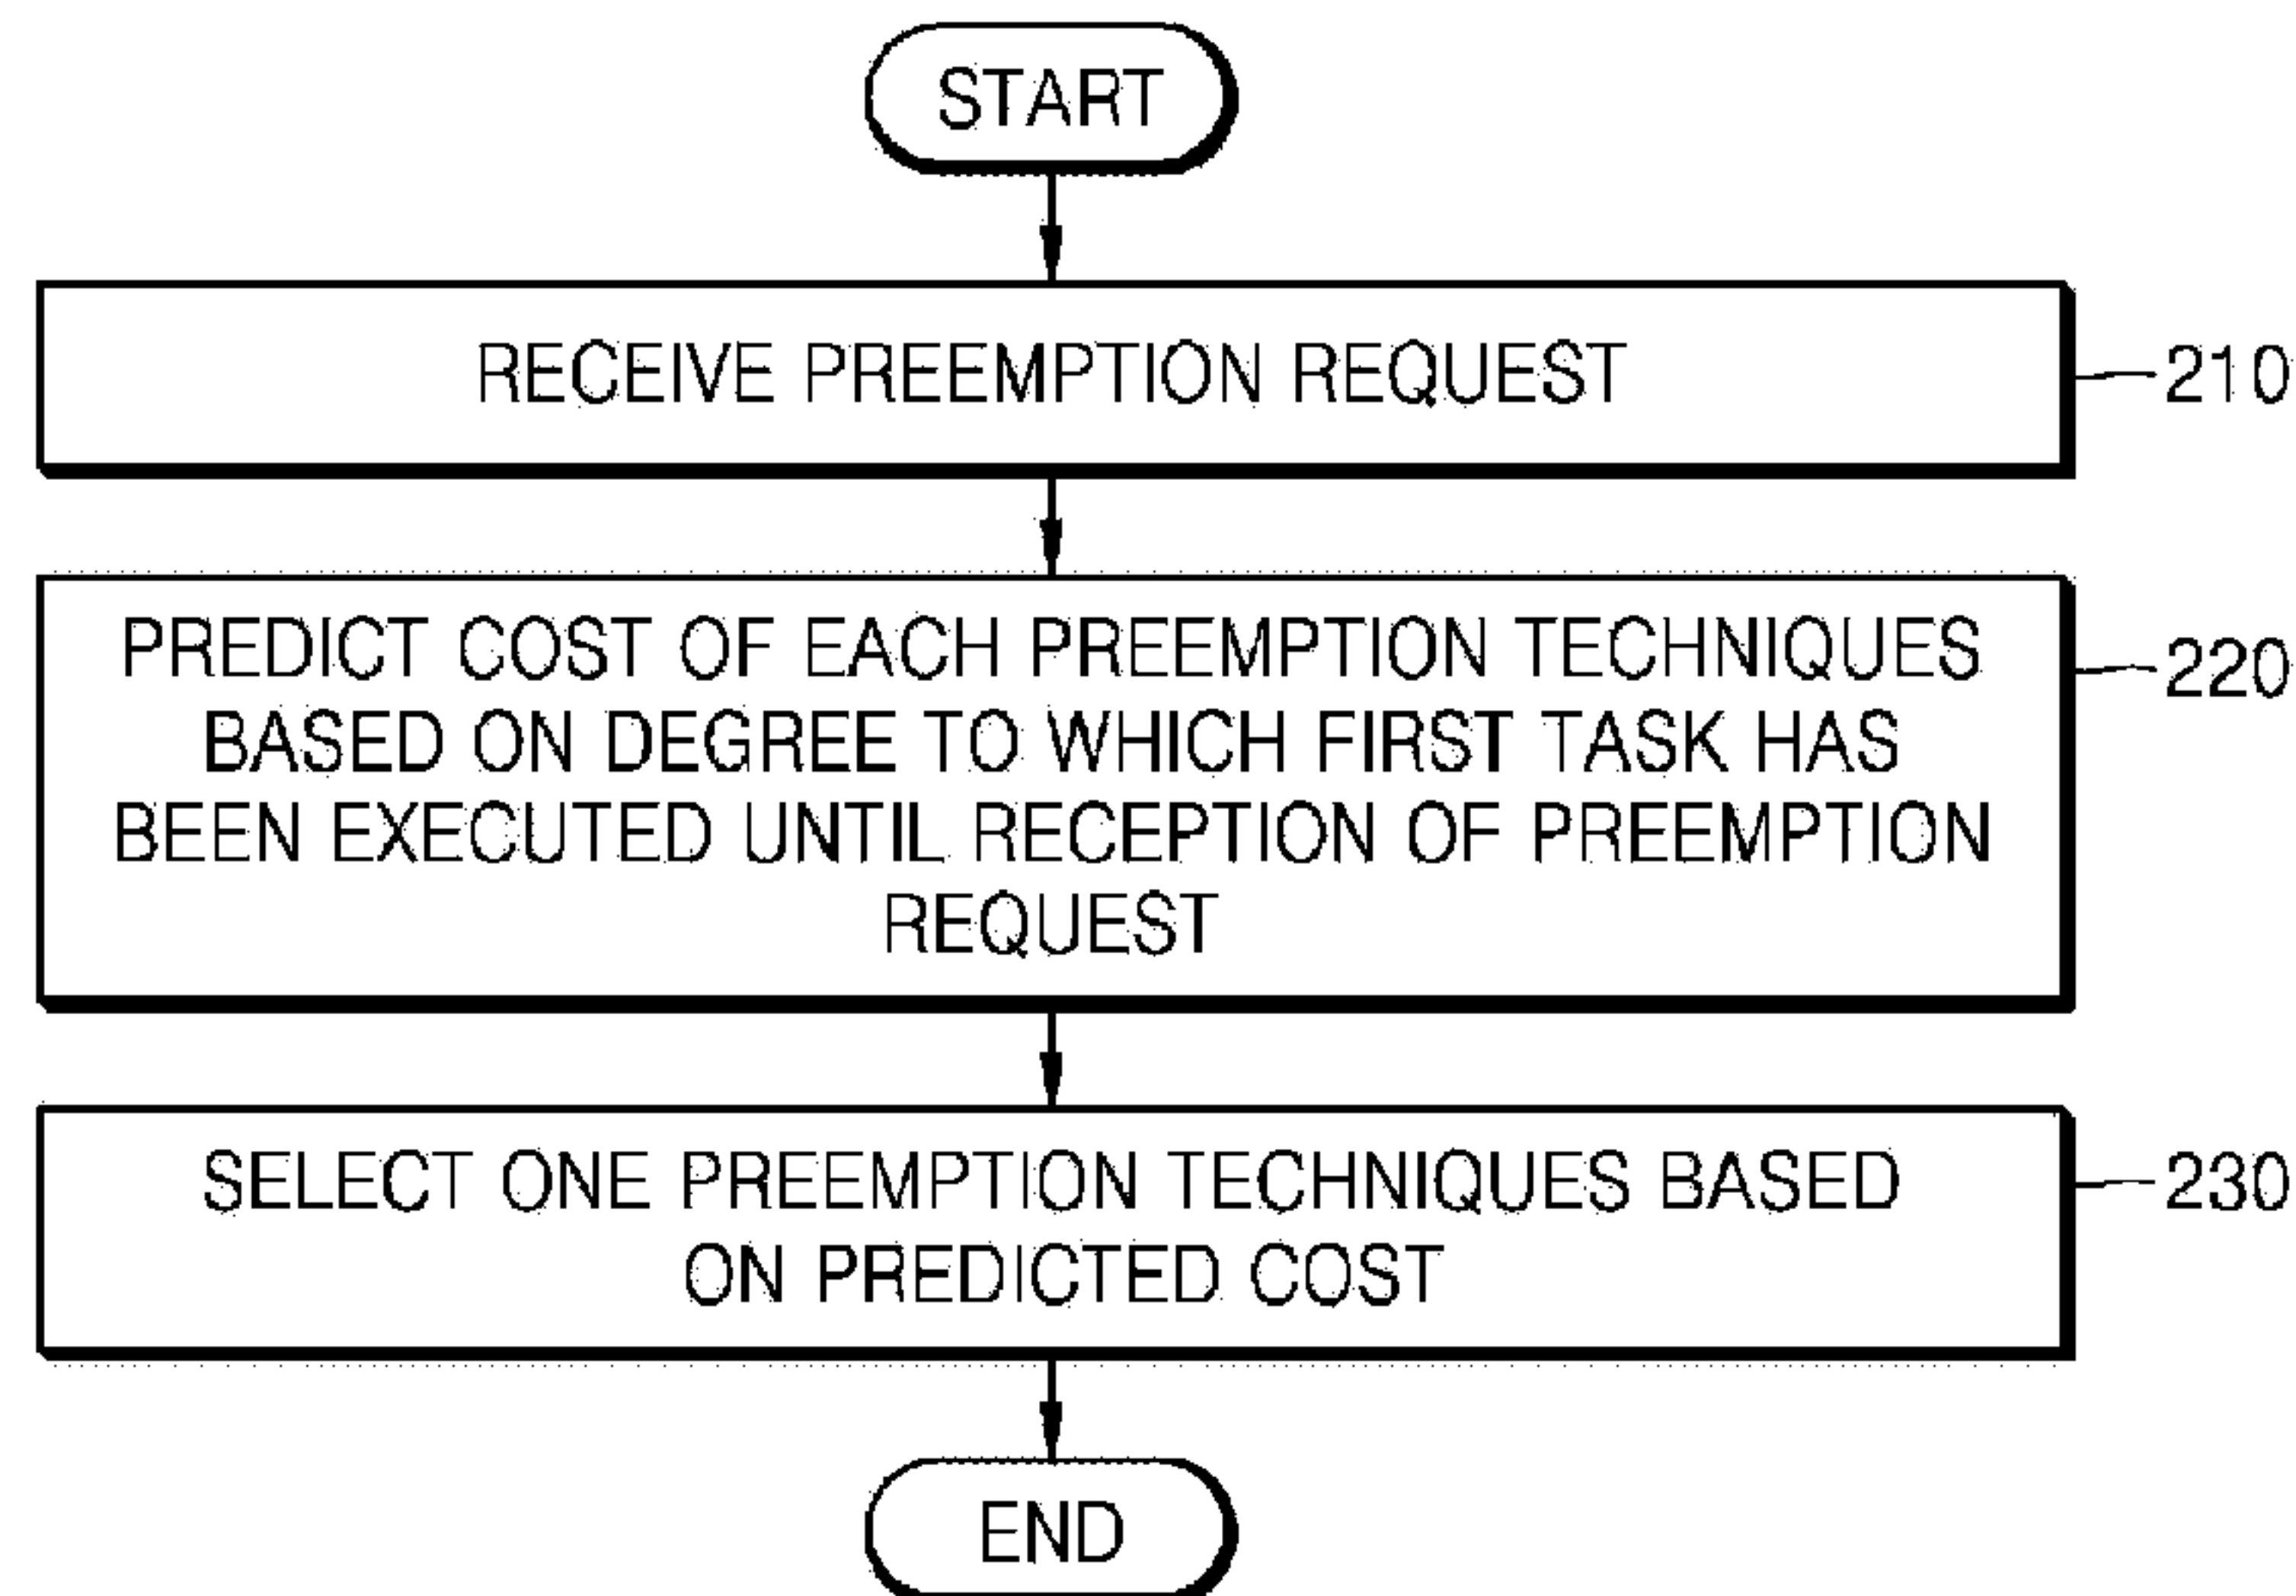 START
RECEIVE PREEMPTION REQUEST
210
PREDICT COST OF EACH PREEMPTION TECHNIQUES
BASED ON DEGREE TO WHICH FIRST TASK HAS
BEEN EXECUTED UNTIL RECEPTION OF PREEMPTION
REQUEST
220
SELECT ONE PREEMPTION TECHNIQUES BASED
ON PREDICTED COST
230
END